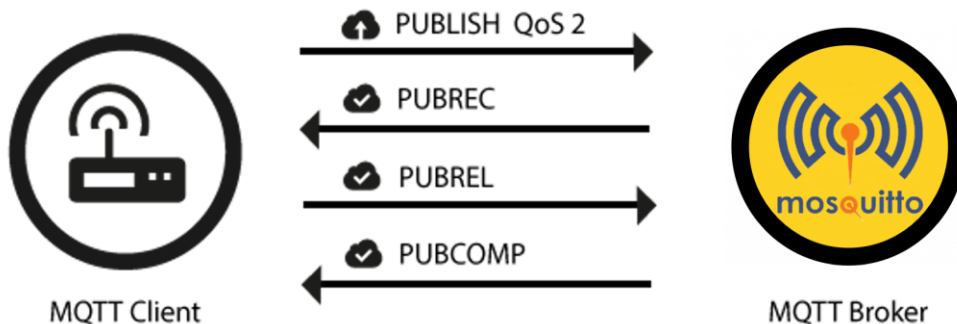 PUBLISH QoS 2
PUBREC
PUBREL
PUBCOMP
mosquitto
MQTT Client
MQTT Broker